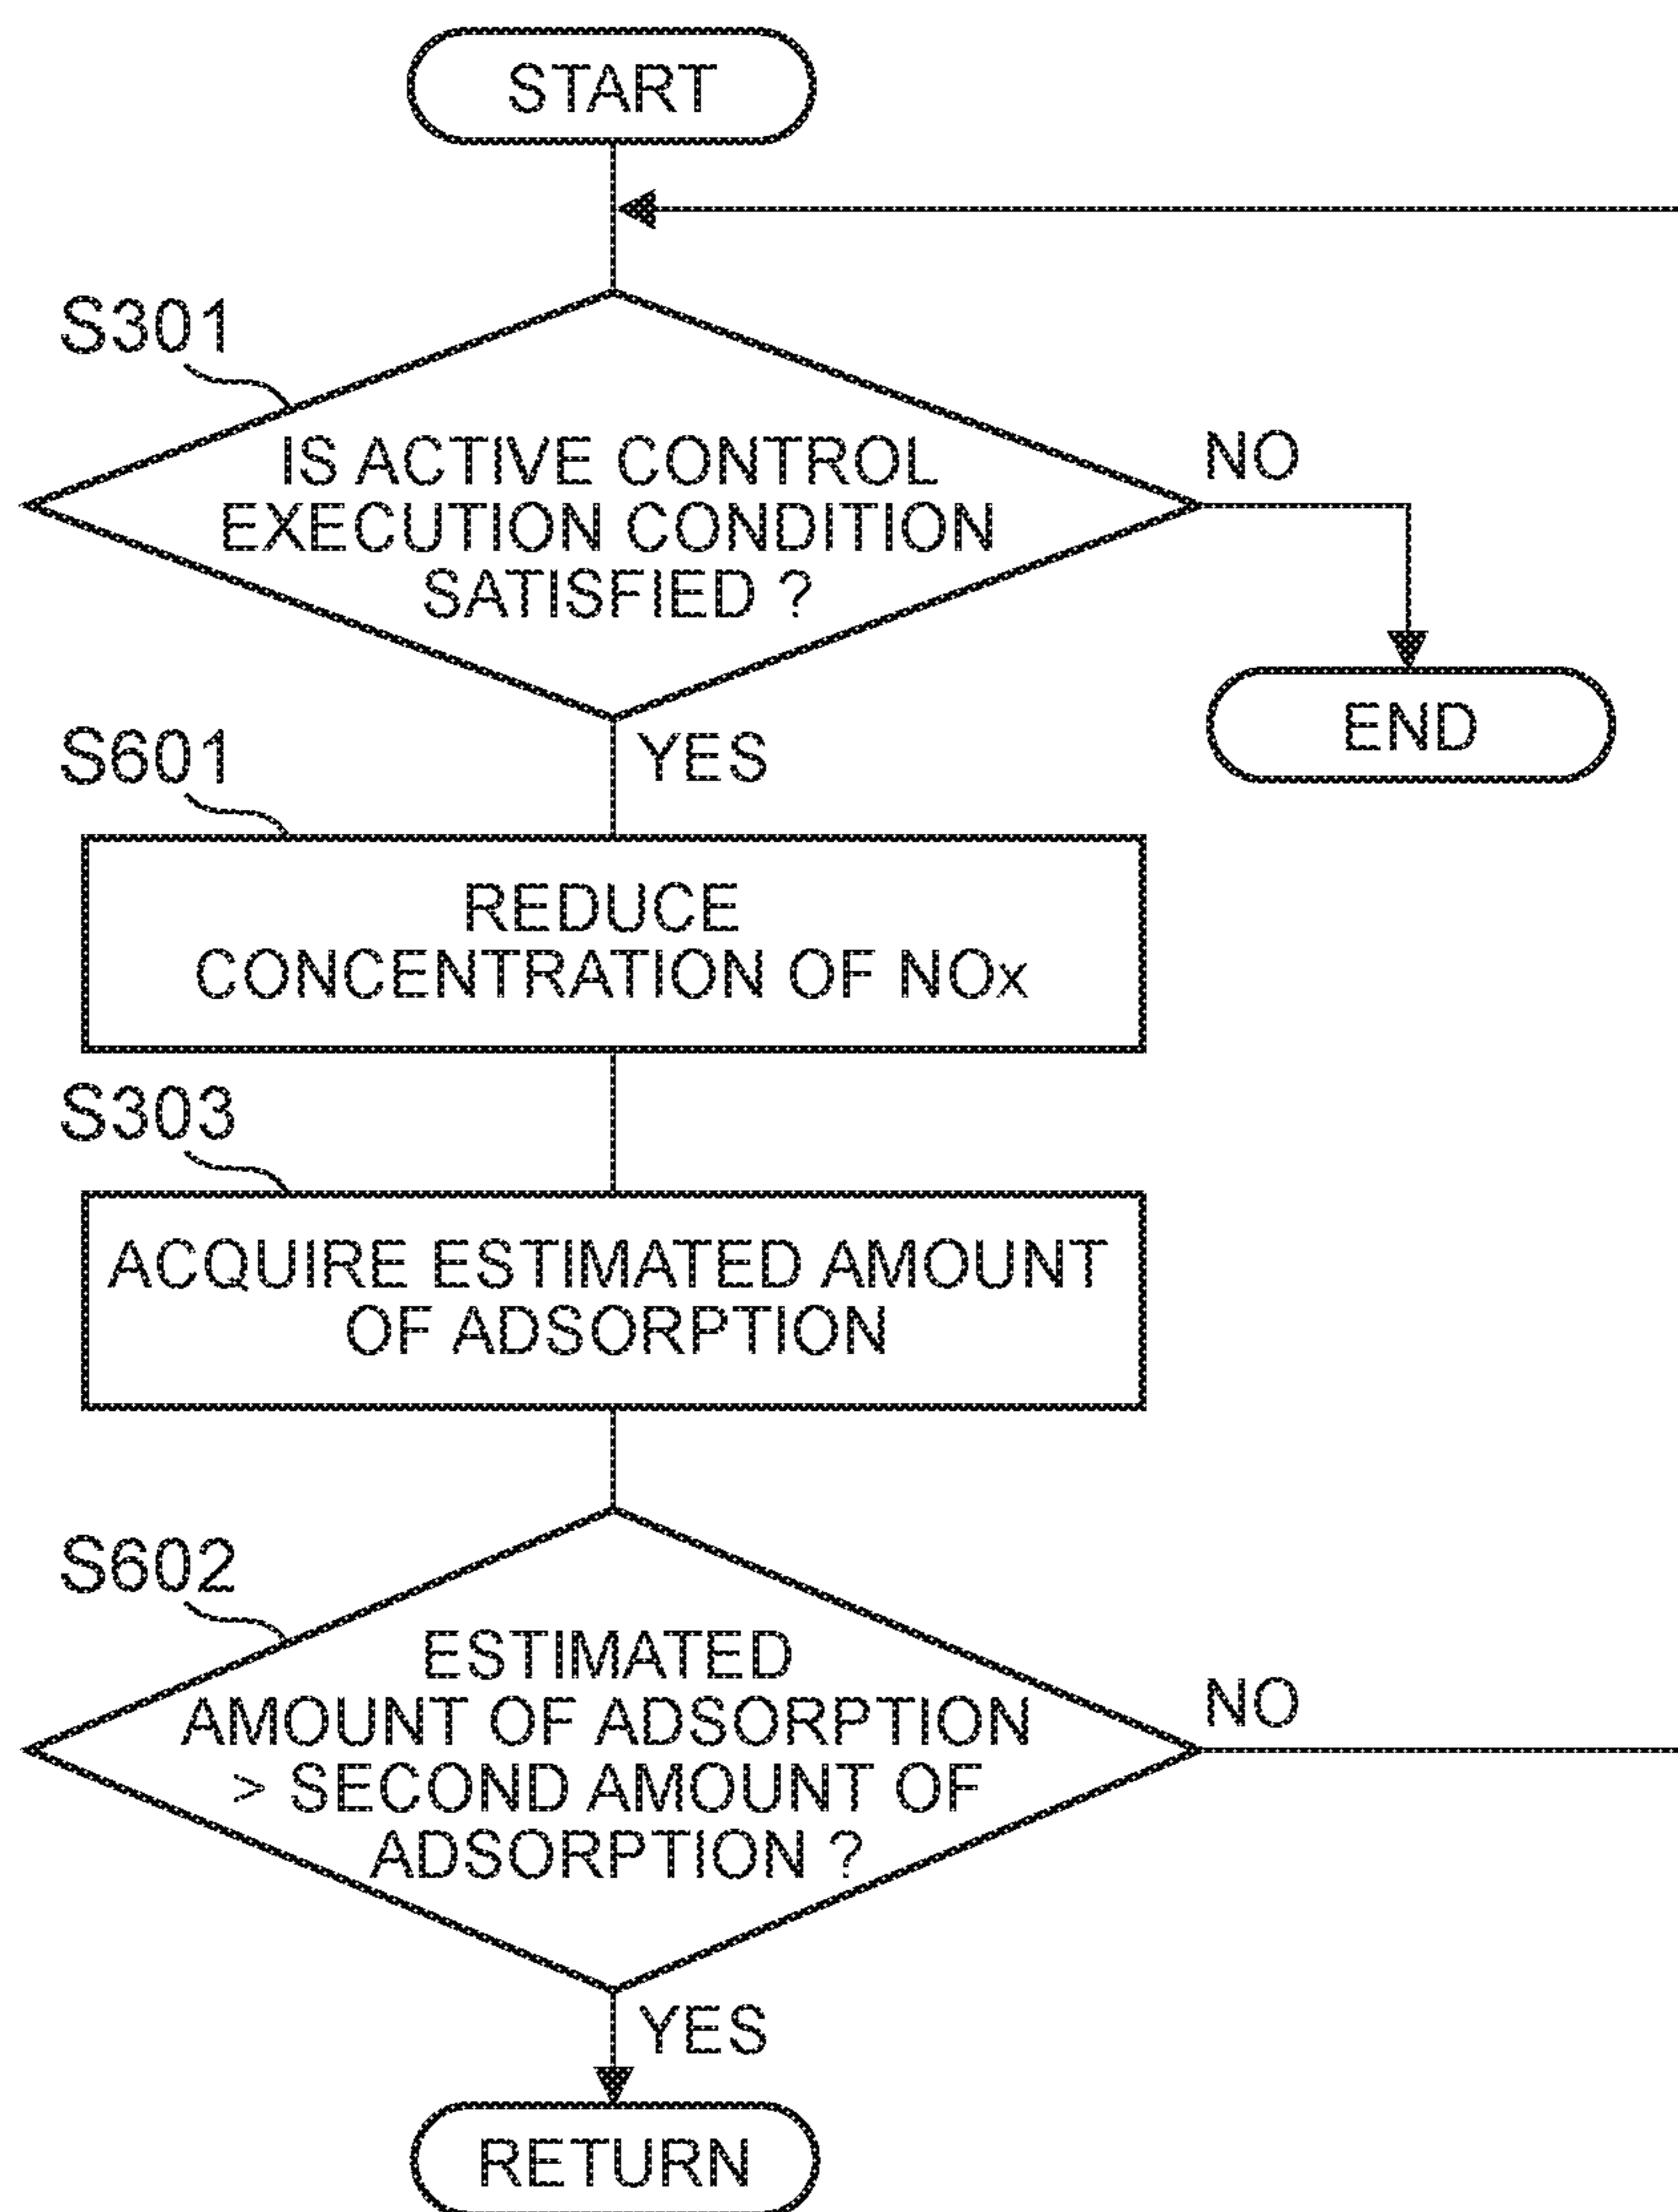 START
S301
IS ACTIVE CONTROL
EXECUTION CONDITION
SATISFIED ?
NO
END
YES
S601
REDUCE
CONCENTRATION OF NOx
S303
ACQUIRE ESTIMATED AMOUNT
OF ADSORPTION
S602
ESTIMATED
AMOUNT OF ADSORPTION
> SECOND AMOUNT OF
ADSORPTION ?
NO
YES
RETURN